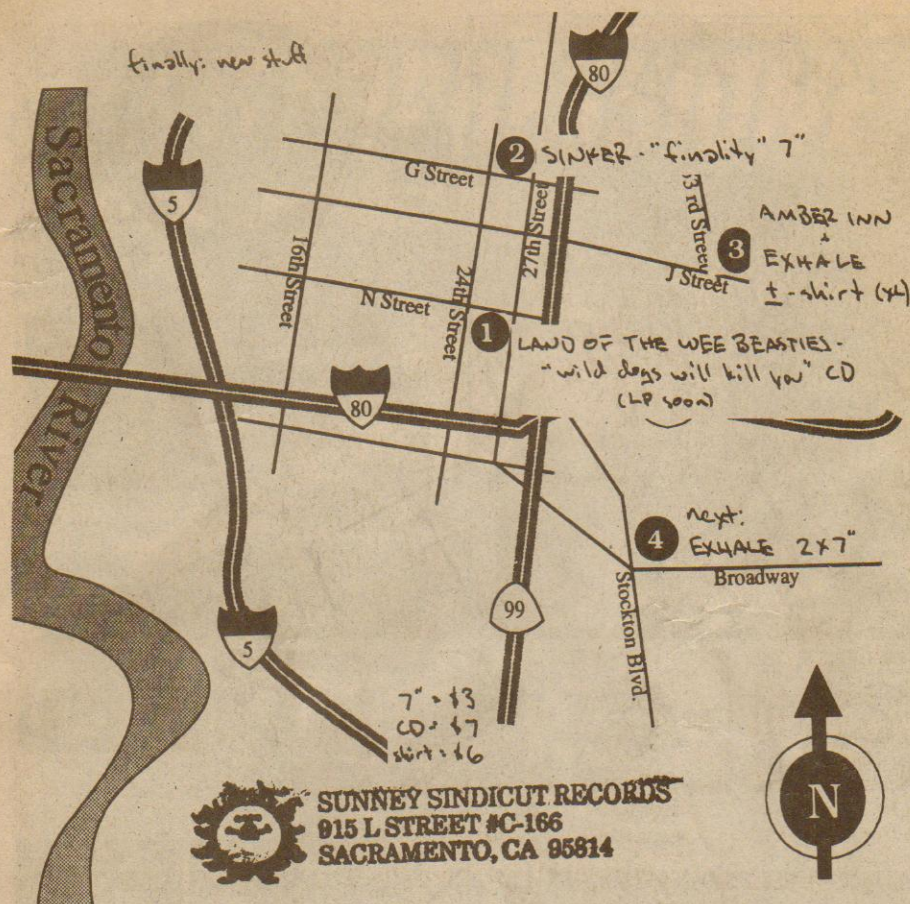 finally: new stuff
80
Sacramento River
5
G Street
2 SINKER - "finality" 7"
16th Street
24th Street
27th Street
3 rd Street
3 AMBER INN
+
EXHALE
t-shirt (XL)
J Street
N Street
1 LAND OF THE WEE BEASTIES -
"wild dogs will kill you" CD
(LP soon)
80
4 next:
EXHALE 2x7"
Broadway
Stockton Blvd.
99
5
7" = $3
CD = $7
shirt = $6
N
SUNNEY SINDICUT RECORDS
915 L STREET #C-166
SACRAMENTO, CA 95814